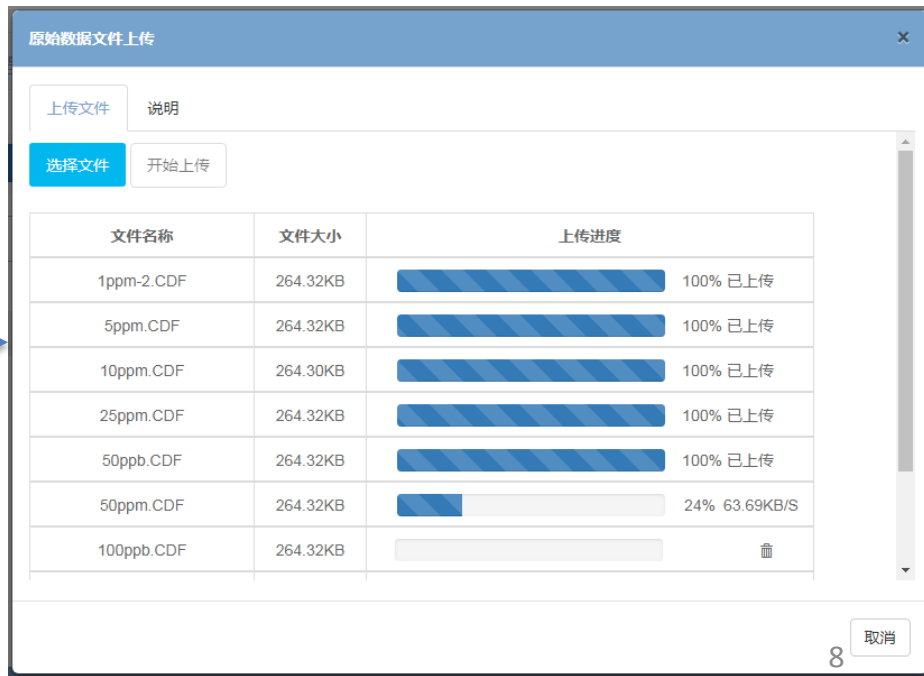 原始数据文件上传 ×
上传文件 说明
选择文件 开始上传
文件名称 文件大小 上传进度
1ppm-2.CDF 264.32KB 100% 已上传
5ppm.CDF 264.32KB 100% 已上传
10ppm.CDF 264.30KB 100% 已上传
25ppm.CDF 264.32KB 100% 已上传
50ppb.CDF 264.32KB 100% 已上传
50ppm.CDF 264.32KB 24% 63.69KB/S
100ppb.CDF 264.32KB
取消
8